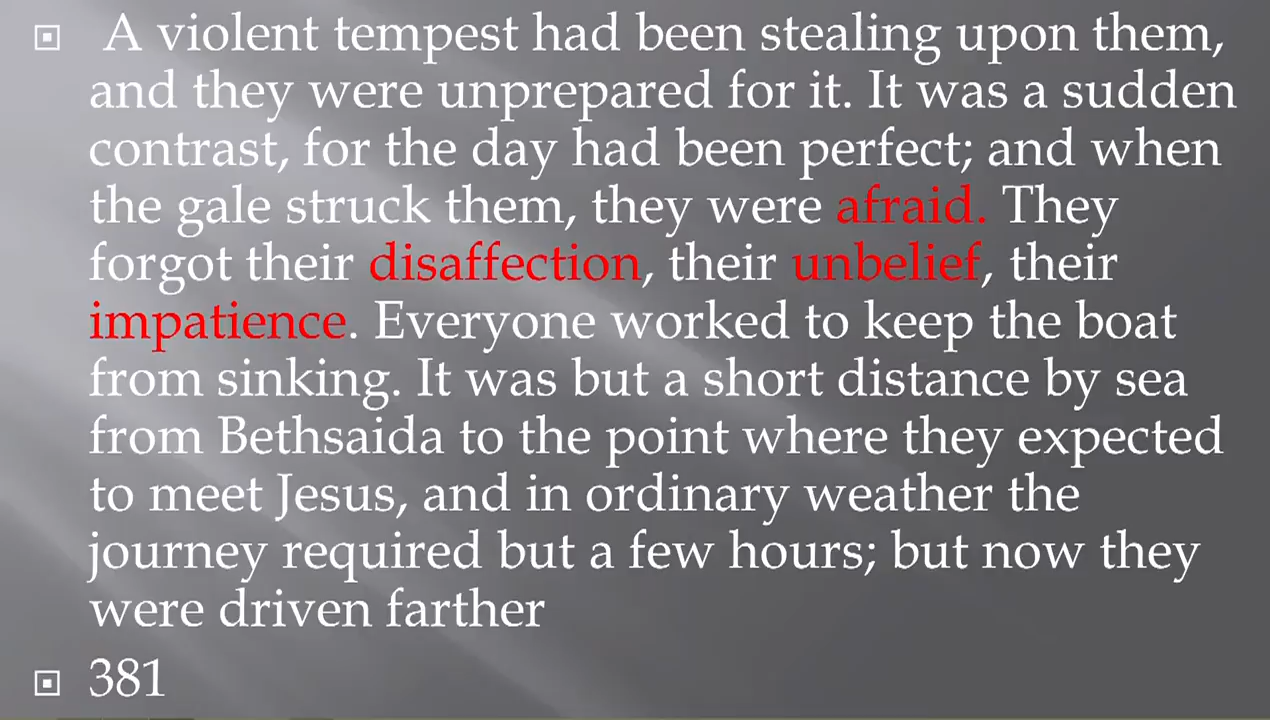 A violent tempest had been stealing upon them,
and they were unprepared for it. It was a sudden
contrast, for the day had been perfect; and when
the gale struck them, they were afraid. They
forgot their disaffection, their unbelief, their
impatience. Everyone worked to keep the boat
from sinking. It was but a short distance by sea
from Bethsaida to the point where they expected
to meet Jesus, and in ordinary weather the
journey required but a few hours; but now they
were driven farther
381